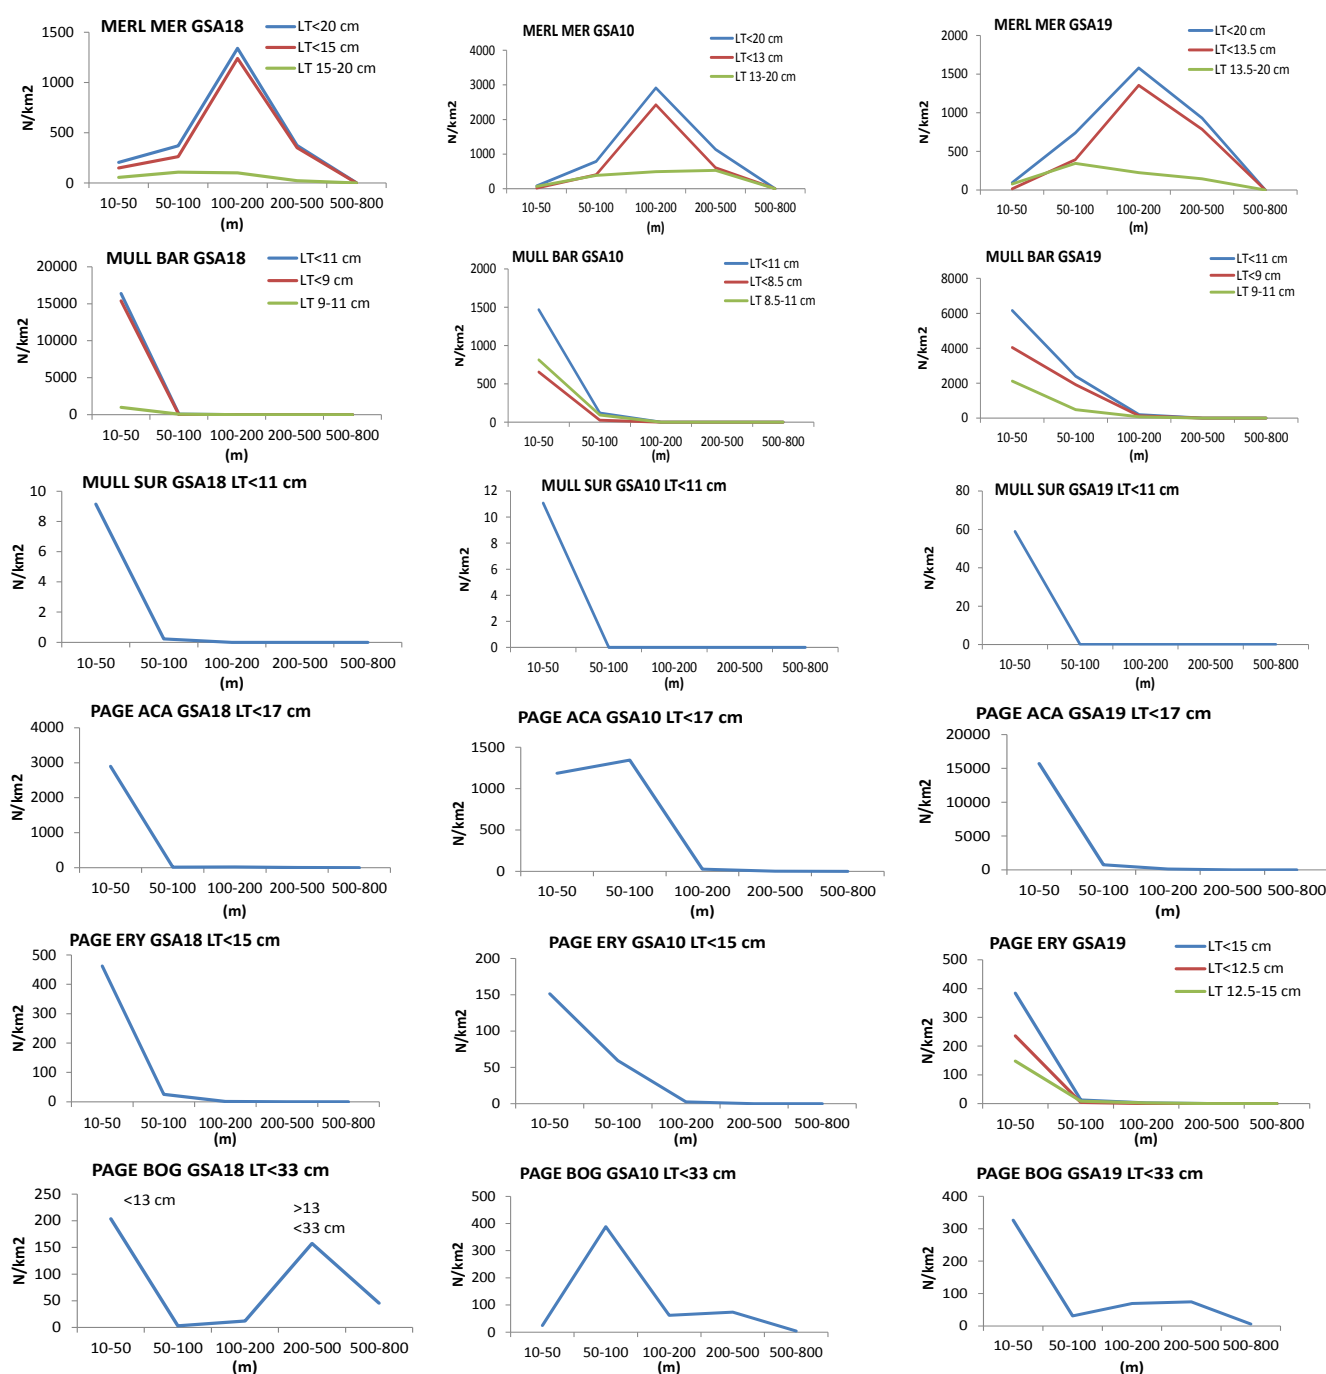 MERL MER GSA18
LT<20 cm
LT<15 cm
LT 15-20 cm
N/km2
1500
1000
500
0
10-50 50-100 100-200 200-500 500-800
(m)
MERL MER GSA10
LT<20 cm
LT<13 cm
LT 13-20 cm
N/km2
4000
3000
2000
1000
0
10-50 50-100 100-200 200-500 500-800
(m)
MERL MER GSA19
LT<20 cm
LT<13.5 cm
LT 13.5-20 cm
N/km2
2000
1500
1000
500
0
10-50 50-100 100-200 200-500 500-800
(m)
MULL BAR GSA18
LT<11 cm
LT<9 cm
LT 9-11 cm
N/km2
20000
15000
10000
5000
0
10-50 50-100 100-200 200-500 500-800
(m)
MULL BAR GSA10
LT<11 cm
LT<8.5 cm
LT 8.5-11 cm
N/km2
2000
1500
1000
500
0
10-50 50-100 100-200 200-500 500-800
(m)
MULL BAR GSA19
LT<11 cm
LT<9 cm
LT 9-11 cm
N/km2
8000
6000
4000
2000
0
10-50 50-100 100-200 200-500 500-800
(m)
MULL SUR GSA18 LT<11 cm
N/km2
10
8
6
4
2
0
10-50 50-100 100-200 200-500 500-800
(m)
MULL SUR GSA10 LT<11 cm
N/km2
12
10
8
6
4
2
0
10-50 50-100 100-200 200-500 500-800
(m)
MULL SUR GSA19 LT<11 cm
N/km2
80
60
40
20
0
10-50 50-100 100-200 200-500 500-800
(m)
PAGE ACA GSA18 LT<17 cm
N/km2
4000
3000
2000
1000
0
10-50 50-100 100-200 200-500 500-800
(m)
PAGE ACA GSA10 LT<17 cm
N/km2
1500
1000
500
0
10-50 50-100 100-200 200-500 500-800
(m)
PAGE ACA GSA19 LT<17 cm
N/km2
20000
15000
10000
5000
0
10-50 50-100 100-200 200-500 500-800
(m)
PAGE ERY GSA18 LT<15 cm
N/km2
500
400
300
200
100
0
10-50 50-100 100-200 200-500 500-800
(m)
PAGE ERY GSA10 LT<15 cm
N/km2
200
150
100
50
0
10-50 50-100 100-200 200-500 500-800
(m)
PAGE ERY GSA19
LT<15 cm
LT<12.5 cm
LT 12.5-15 cm
N/km2
500
400
300
200
100
0
10-50 50-100 100-200 200-500 500-800
(m)
PAGE BOG GSA18 LT<33 cm
<13 cm
>13
<33 cm
N/km2
250
200
150
100
50
0
10-50 50-100 100-200 200-500 500-800
(m)
PAGE BOG GSA10 LT<33 cm
N/km2
500
400
300
200
100
0
10-50 50-100 100-200 200-500 500-800
(m)
PAGE BOG GSA19 LT<33 cm
N/km2
400
300
200
100
0
10-50 50-100 100-200 200-500 500-800
(m)